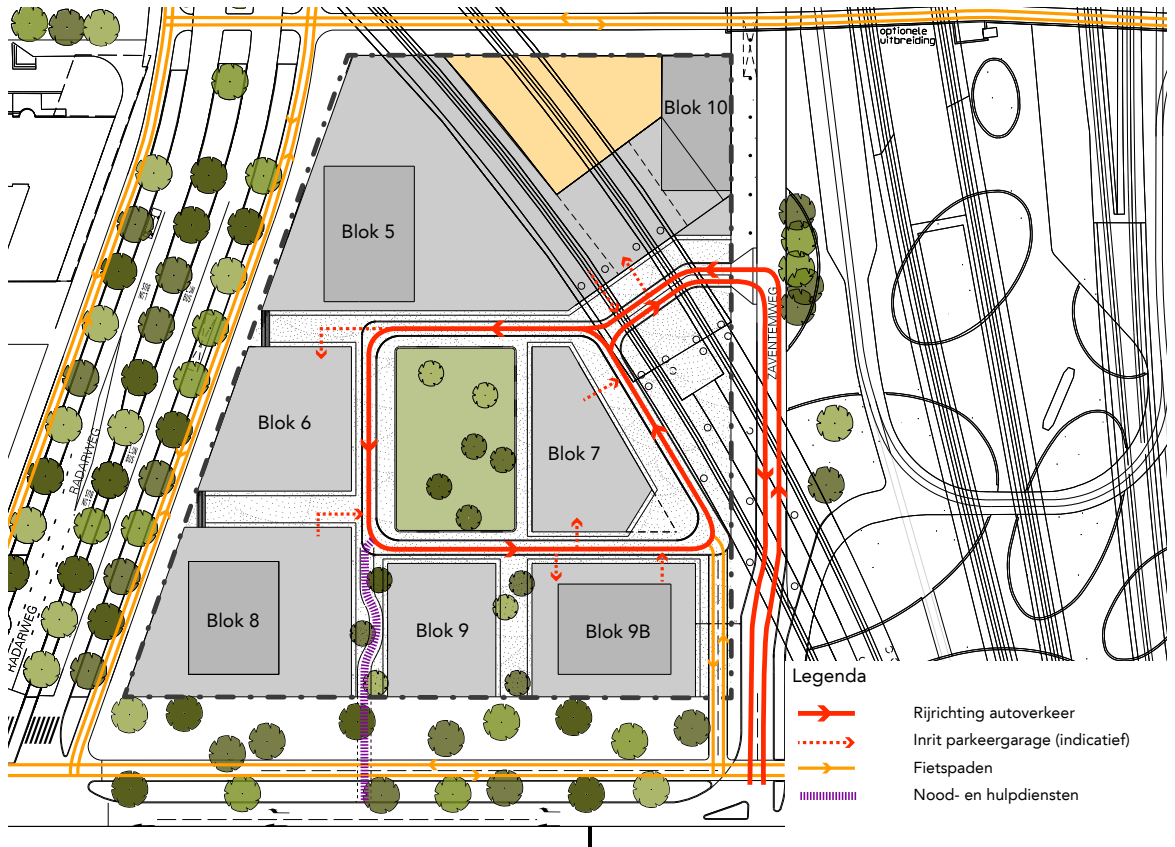 optionele
uitbreiding
Blok 10
Blok 5
ZAVENTEMWEG
Blok 6
Blok 7
RADARWEG
Blok 8
Blok 9
Blok 9B
RADARWEG
Legenda
Rijrichting autoverkeer
Inrit parkeergarage (indicatief)
Fietspaden
Nood- en hulpdiensten